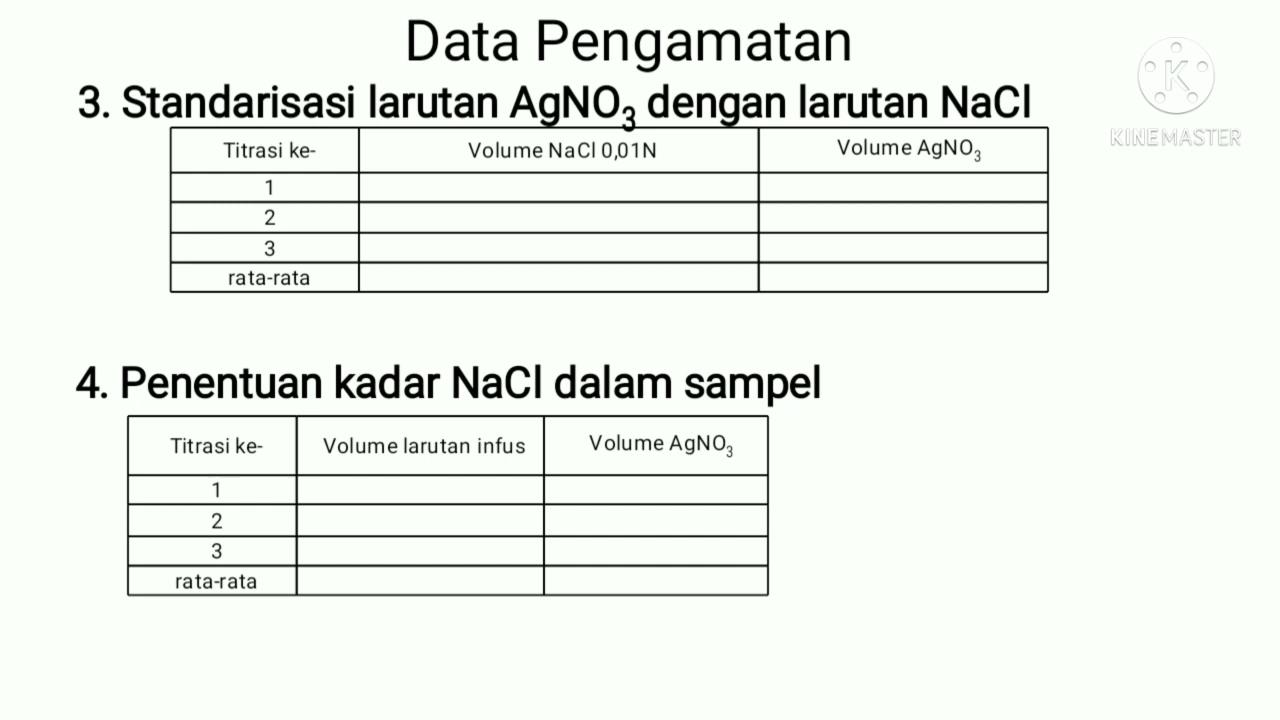 Data Pengamatan
3. Standarisasi larutan AgNO₃ dengan larutan NaCl
K
KINEMASTER
Titrasi ke- Volume NaCl 0,01N Volume AgNO₃
1
2
3
rata-rata
4. Penentuan kadar NaCl dalam sampel
Titrasi ke- Volume larutan infus Volume AgNO₃
1
2
3
rata-rata